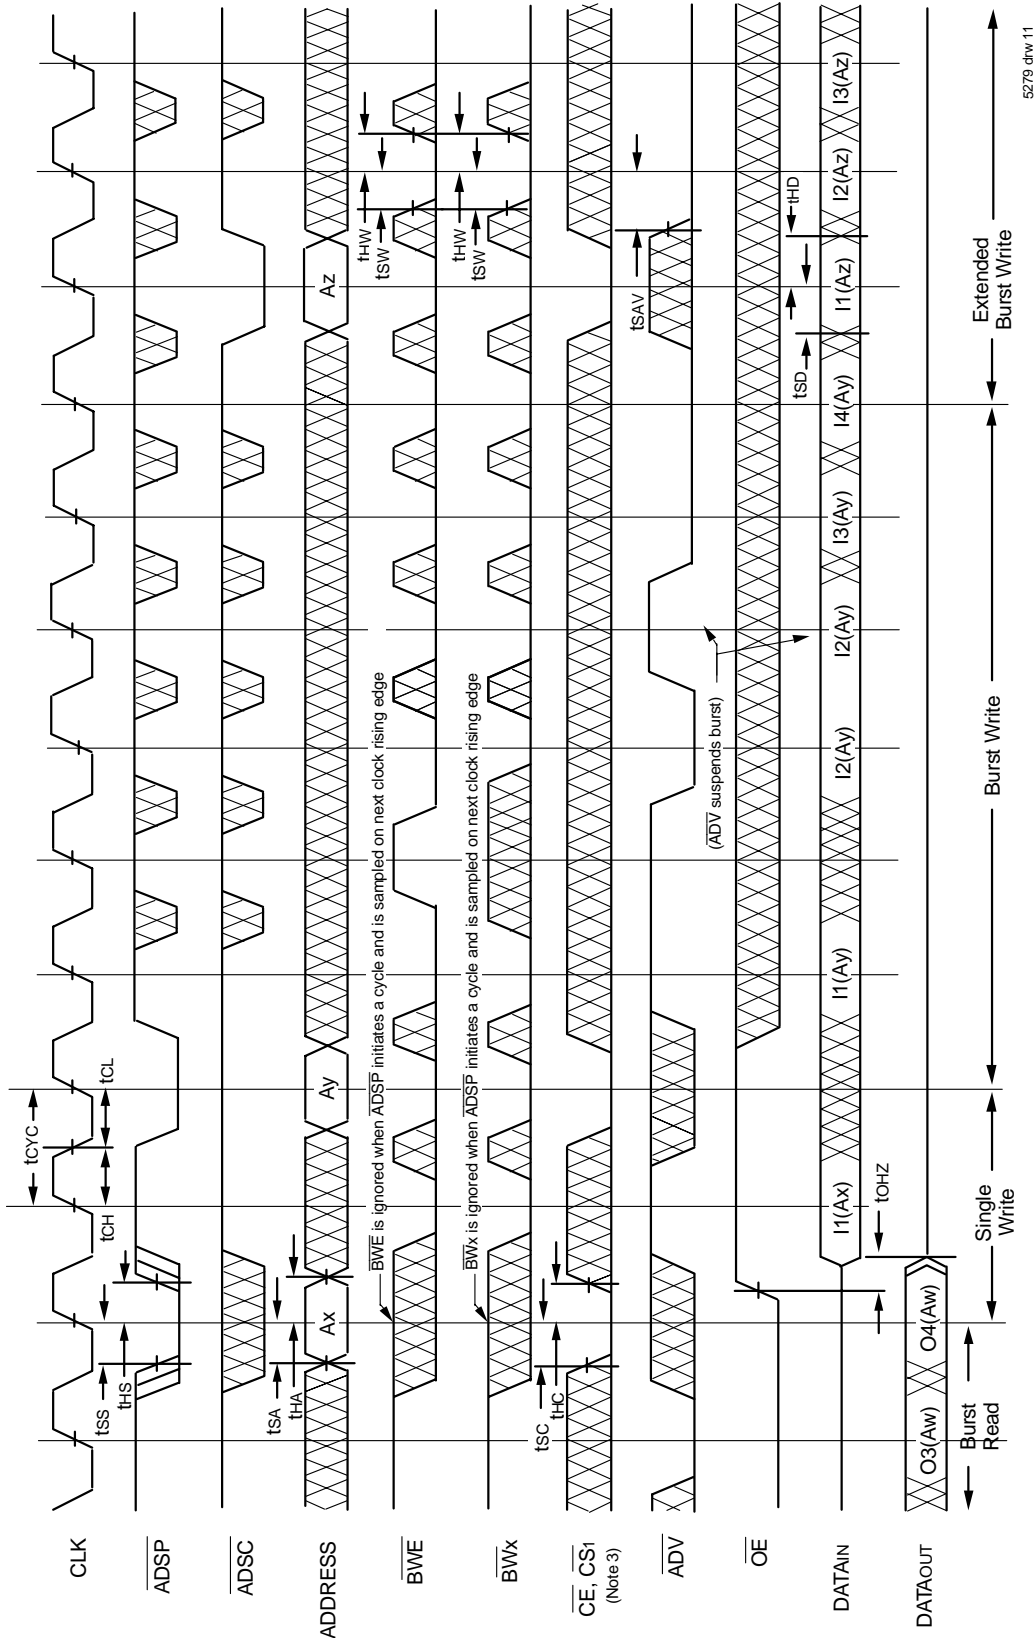 CLK
tCYC
tCH
tCL
ADSP
tSS
tHS
ADSC
ADDRESS
tSA
tHA
Ax
Ay
Az
BWE
BWE is ignored when ADSP initiates a cycle and is sampled on next clock rising edge
tHW
tSW
BWx
BWx is ignored when ADSP initiates a cycle and is sampled on next clock rising edge
tHW
tSW
CE, CS1
(Note 3)
tSC
tHC
ADV
tSAV
(ADV suspends burst)
OE
tOHZ
tSD
tHD
DATAIN
I1(Ax)
I1(Ay)
I2(Ay)
I2(Ay)
I3(Ay)
I4(Ay)
I1(Az)
I2(Az)
I3(Az)
DATAOUT
O3(Aw)
O4(Aw)
Burst
Read
Single
Write
Burst Write
Extended
Burst Write
5279 drw 11